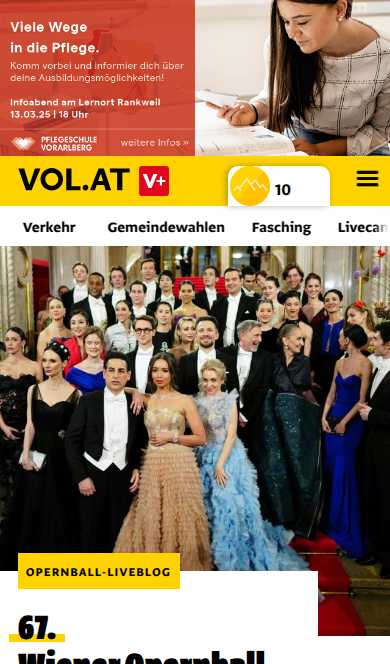 Viele Wege
in die Pflege.
Komm vorbei und informier dich über
deine Ausbildungsmöglichkeiten!
Infoabend am Lernort Rankweil
13.03.25 | 18 Uhr
PFLEGESCHULE
VORARLBERG
weitere Infos »
VOL.AT V+ 10
Verkehr Gemeindewahlen Fasching Livecam
OPERNBALL-LIVEBLOG
67.
Wiener Opernball